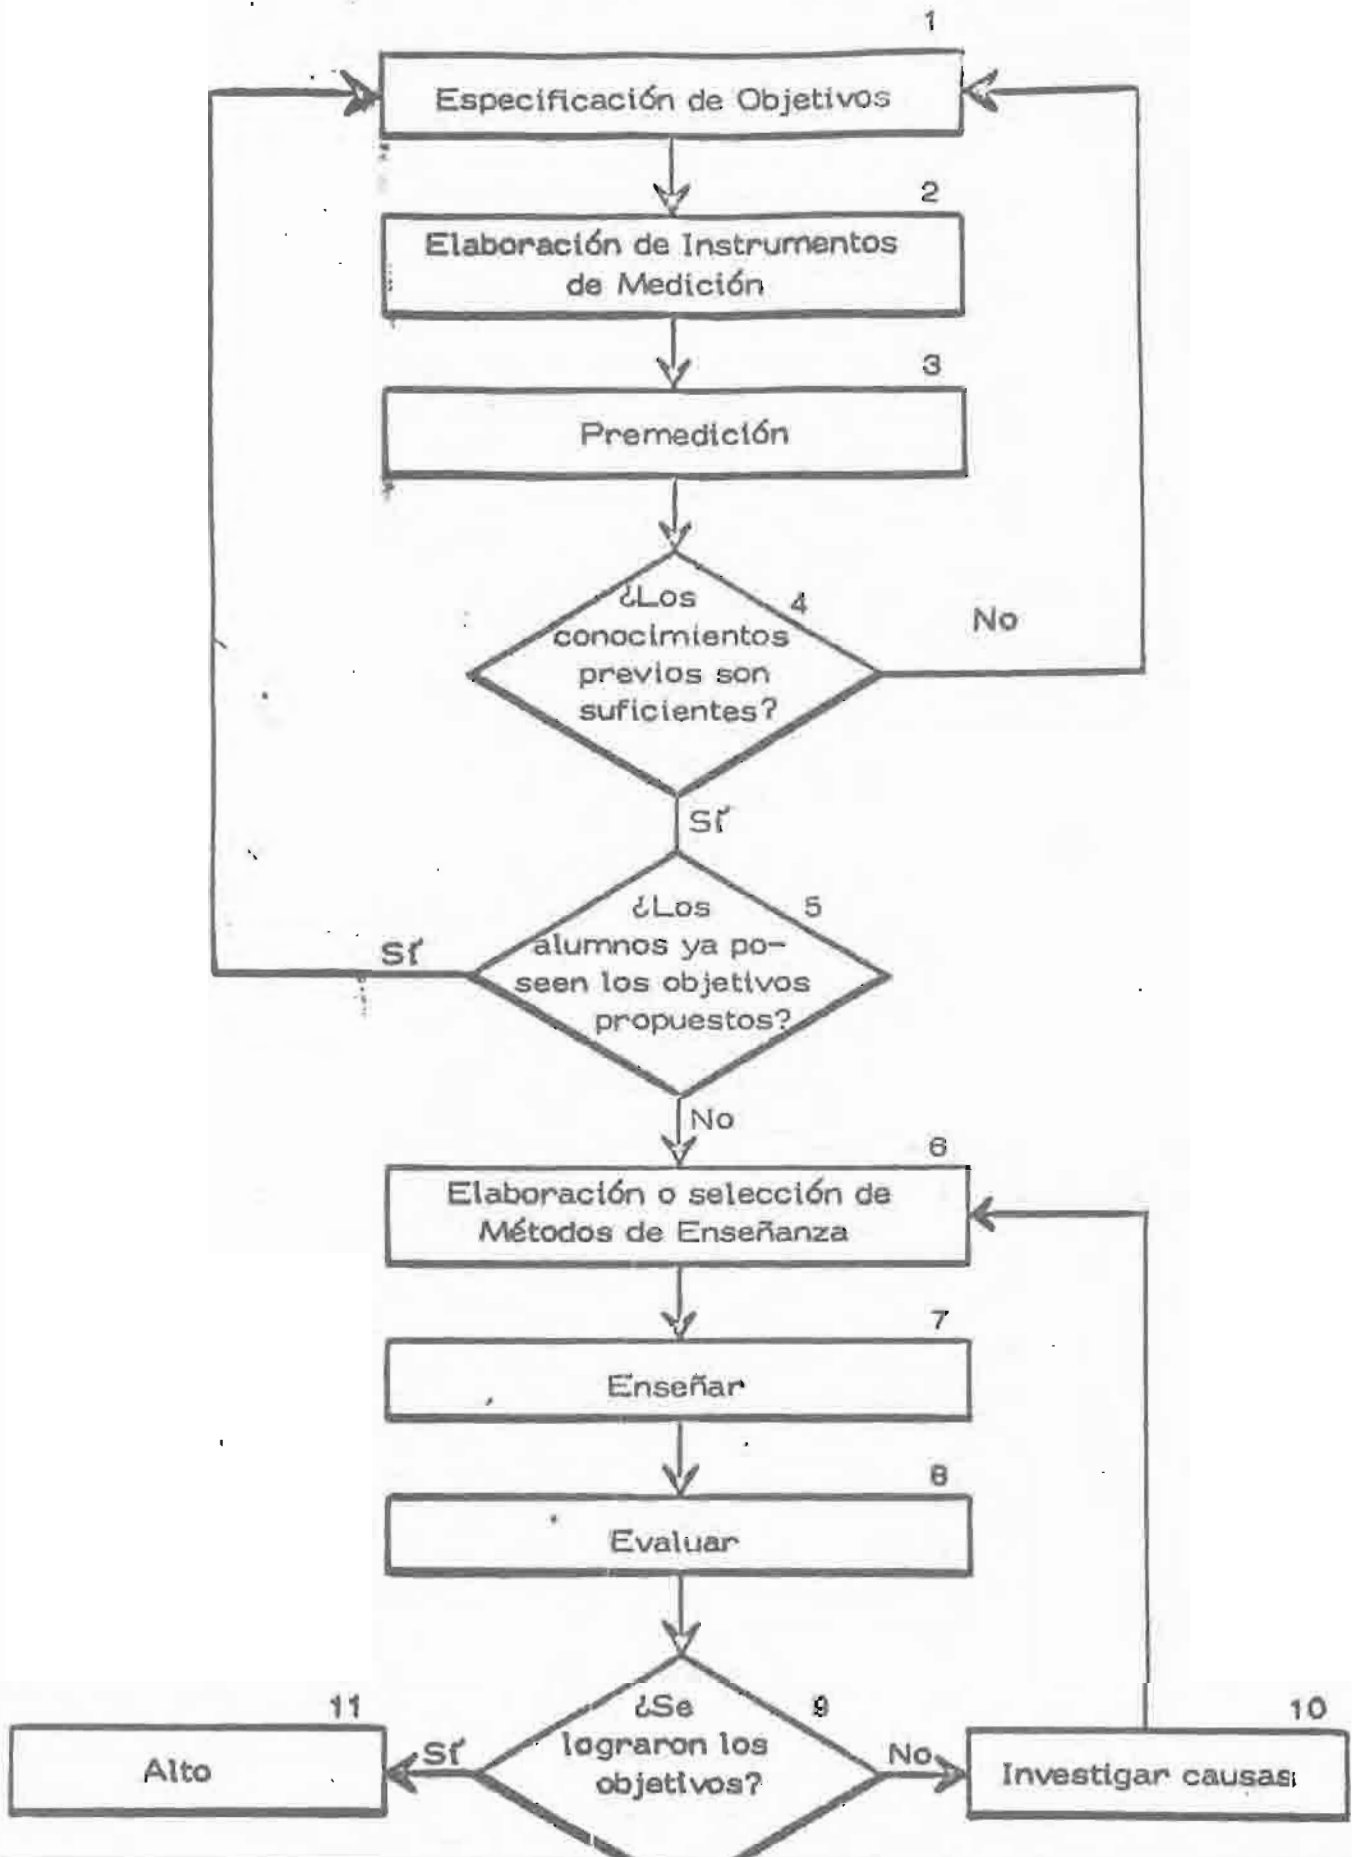 1
Especificación de Objetivos
2
Elaboración de Instrumentos
de Medición
3
Premedición
4
¿Los
conocimientos
previos son
suficientes?
No
Sí
5
¿Los
alumnos ya po-
seen los objetivos
propuestos?
Sí
No
6
Elaboración o selección de
Métodos de Enseñanza
7
Enseñar
8
Evaluar
9
¿Se
lograron los
objetivos?
Sí
No
11
Alto
10
Investigar causas